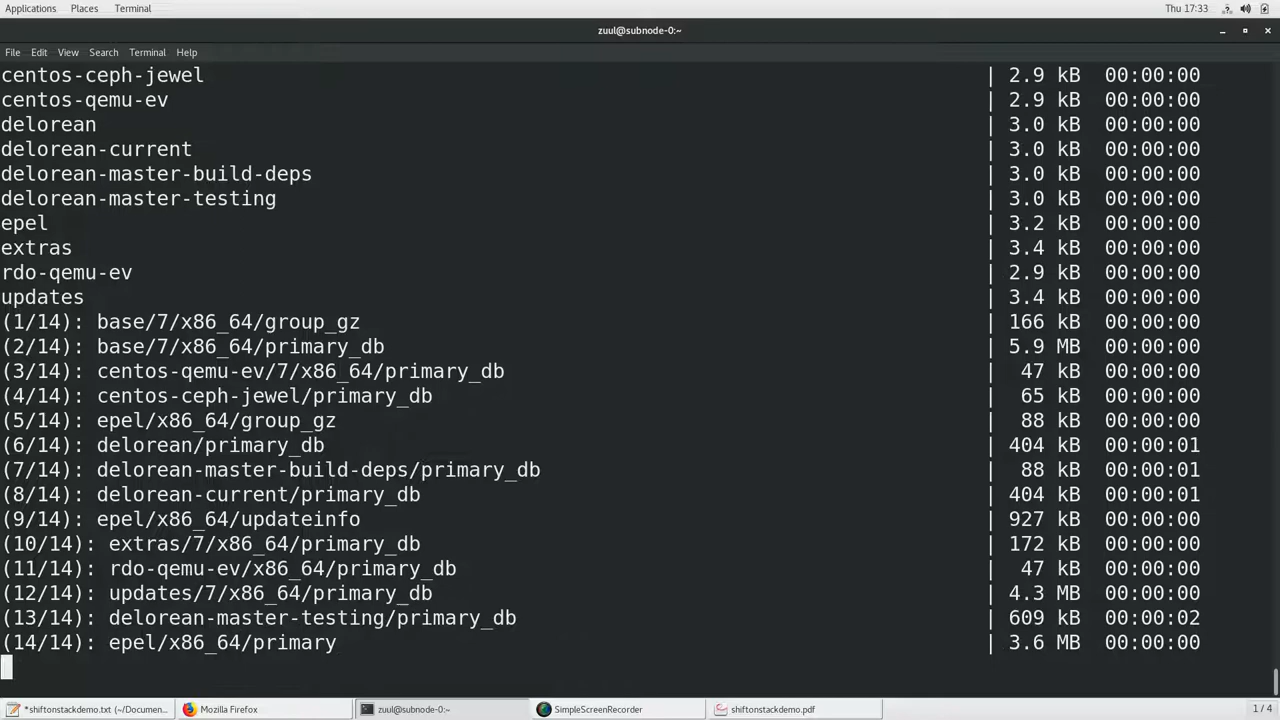 Applications Places Terminal Thu 17:33
zuul@subnode-0:~
File Edit View Search Terminal Help
centos-ceph-jewel | 2.9 kB 00:00:00
centos-qemu-ev | 2.9 kB 00:00:00
delorean | 3.0 kB 00:00:00
delorean-current | 3.0 kB 00:00:00
delorean-master-build-deps | 3.0 kB 00:00:00
delorean-master-testing | 3.0 kB 00:00:00
epel | 3.2 kB 00:00:00
extras | 3.4 kB 00:00:00
rdo-qemu-ev | 2.9 kB 00:00:00
updates | 3.4 kB 00:00:00
(1/14): base/7/x86_64/group_gz | 166 kB 00:00:00
(2/14): base/7/x86_64/primary_db | 5.9 MB 00:00:00
(3/14): centos-qemu-ev/7/x86_64/primary_db | 47 kB 00:00:00
(4/14): centos-ceph-jewel/primary_db | 65 kB 00:00:00
(5/14): epel/x86_64/group_gz | 88 kB 00:00:00
(6/14): delorean/primary_db | 404 kB 00:00:01
(7/14): delorean-master-build-deps/primary_db | 88 kB 00:00:01
(8/14): delorean-current/primary_db | 404 kB 00:00:01
(9/14): epel/x86_64/updateinfo | 927 kB 00:00:00
(10/14): extras/7/x86_64/primary_db | 172 kB 00:00:00
(11/14): rdo-qemu-ev/x86_64/primary_db | 47 kB 00:00:00
(12/14): updates/7/x86_64/primary_db | 4.3 MB 00:00:00
(13/14): delorean-master-testing/primary_db | 609 kB 00:00:02
(14/14): epel/x86_64/primary | 3.6 MB 00:00:00
*shiftonstackdemo.txt (~/Documen... Mozilla Firefox zuul@subnode-0:~ SimpleScreenRecorder shiftonstackdemo.pdf 1 / 4